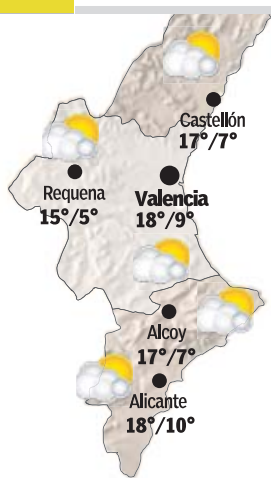 Castellón
17°/7°
Requena
15°/5°
Valencia
18°/9°
Alcoy
17°/7°
Alicante
18°/10°